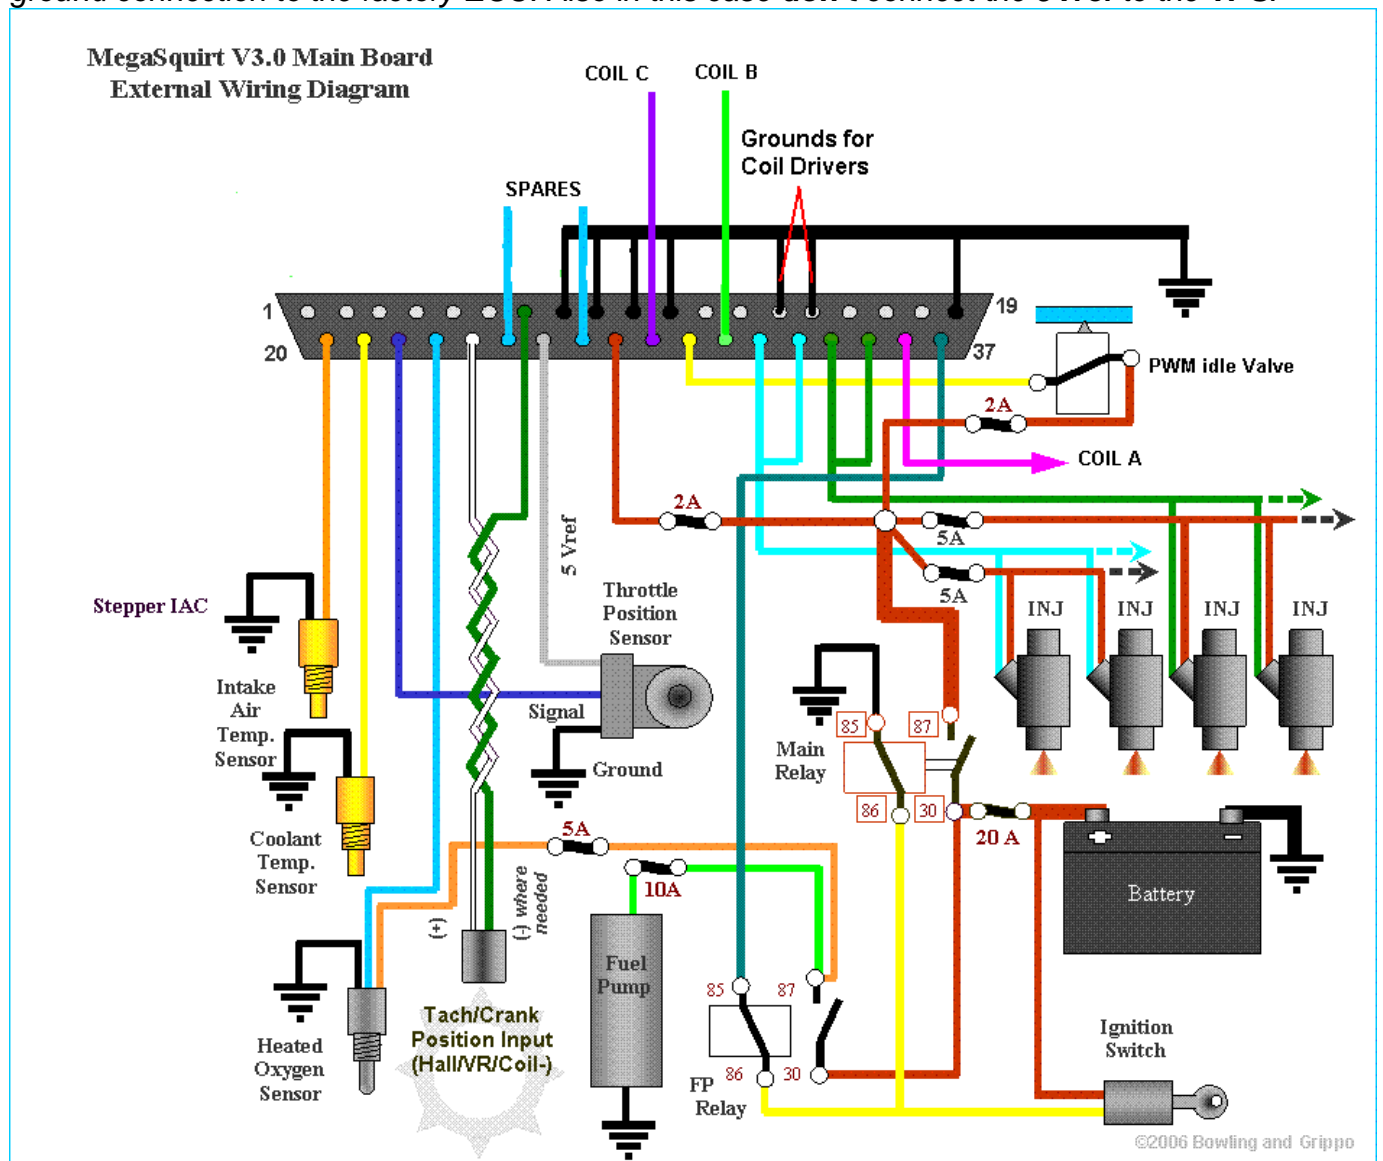 MegaSquirt V3.0 Main Board
External Wiring Diagram
COIL C
COIL B
Grounds for
Coil Drivers
SPARES
1
19
20
37
PWM idle Valve
2A
COIL A
2A
5A
5A
5 Vref
Throttle
Position
Sensor
INJ
INJ
INJ
INJ
Stepper IAC
Intake
Air
Temp.
Sensor
Signal
Ground
85
87
Main
Relay
86
30
20 A
Coolant
Temp.
Sensor
5A
10A
Battery
(+)
(-) where
needed
Fuel
Pump
85
87
Tach/Crank
Position Input
(Hall/VR/Coil-)
Heated
Oxygen
Sensor
Ignition
Switch
86
30
FP
Relay
©2006 Bowling and Grippo